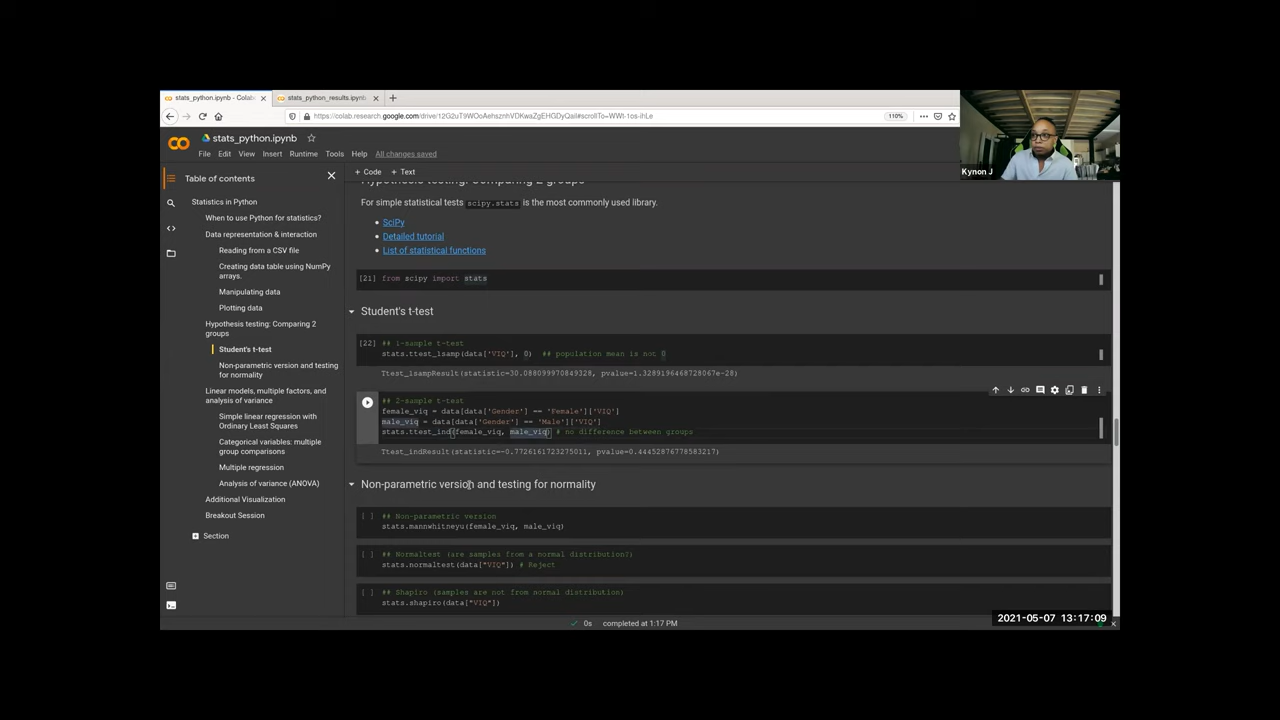 stats_python.ipynb - Colab
stats_python_results.ipynb
110%
Kynon J
stats_python.ipynb
File Edit View Insert Runtime Tools Help All changes saved
Table of contents
+ Code + Text
Statistics in Python
When to use Python for statistics?
Data representation & interaction
Reading from a CSV file
Creating data table using NumPy
arrays.
Manipulating data
Plotting data
Hypothesis testing: Comparing 2
groups
Student's t-test
Non-parametric version and testing
for normality
Linear models, multiple factors, and
analysis of variance
Simple linear regression with
Ordinary Least Squares
Categorical variables: multiple
group comparisons
Multiple regression
Analysis of variance (ANOVA)
Additional Visualization
Breakout Session
Section
Hypothesis testing: Comparing 2 groups
For simple statistical tests scipy.stats is the most commonly used library.
SciPy
Detailed tutorial
List of statistical functions
[21] from scipy import stats
Student's t-test
[22] ## 1-sample t-test
stats.ttest_1samp(data['VIQ'], 0) ## population mean is not 0
Ttest_1sampResult(statistic=30.088099970849328, pvalue=1.3289196468728067e-28)
## 2-sample t-test
female_viq = data[data['Gender'] == 'Female']['VIQ']
male_viq = data[data['Gender'] == 'Male']['VIQ']
stats.ttest_ind(female_viq, male_viq) # no difference between groups
Ttest_indResult(statistic=-0.7726161723275011, pvalue=0.44452876778583217)
Non-parametric version and testing for normality
[ ] ## Non-parametric version
stats.mannwhitneyu(female_viq, male_viq)
[ ] ## Normaltest (are samples from a normal distribution?)
stats.normaltest(data["VIQ"]) # Reject
[ ] ## Shapiro (samples are not from normal distribution)
stats.shapiro(data["VIQ"])
0s completed at 1:17 PM
2021-05-07 13:17:09